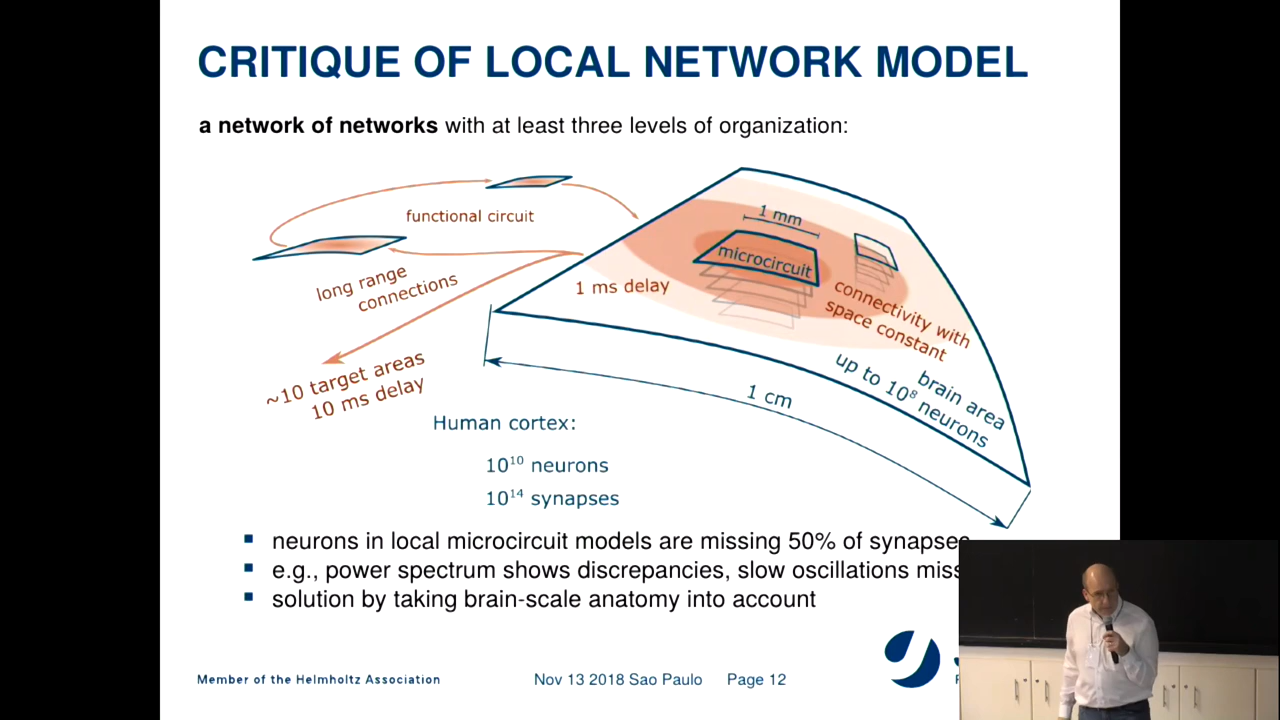 CRITIQUE OF LOCAL NETWORK MODEL
a network of networks with at least three levels of organization:
functional circuit
1 mm
microcircuit
long range
connections
1 ms delay
connectivity with
space constant
~10 target areas
10 ms delay
brain area
up to 10⁸ neurons
1 cm
Human cortex:
10¹⁰ neurons
10¹⁴ synapses
neurons in local microcircuit models are missing 50% of synapses
e.g., power spectrum shows discrepancies, slow oscillations miss
solution by taking brain-scale anatomy into account
Member of the Helmholtz Association
Nov 13 2018 Sao Paulo Page 12